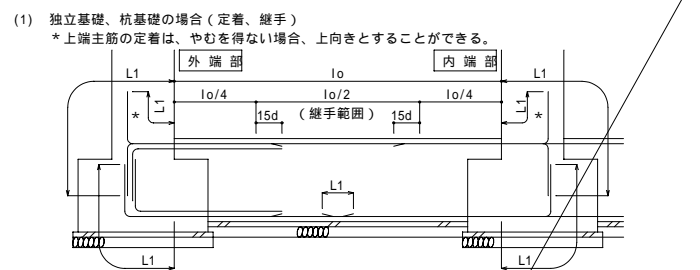 (1) 独立基礎、杭基礎の場合(定着、継手)
*上端主筋の定着は、やむを得ない場合、上向きとすることができる。
外端部 内端部
L1 lo L1
lo/4 lo/2 lo/4
L1 * 15d (継手範囲) 15d L1 *
L1
L1 L1